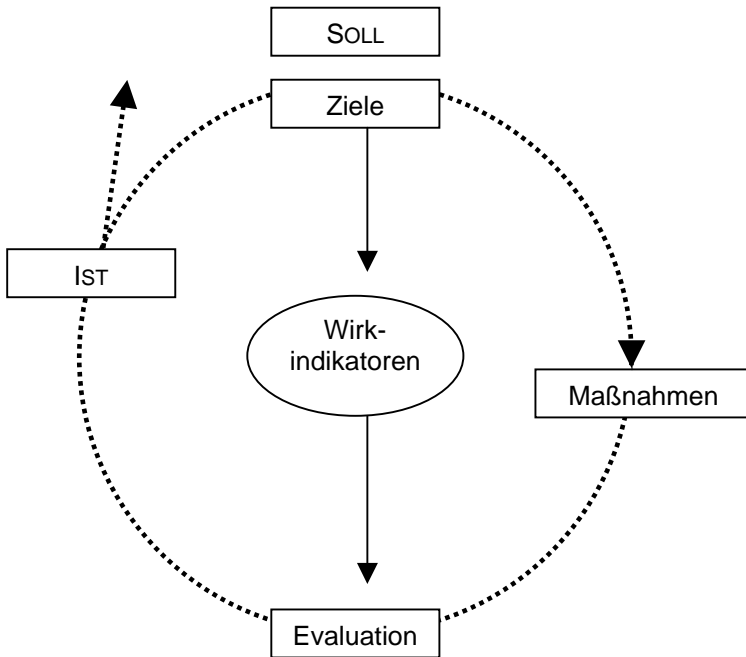 SOLL
Ziele
IST
Wirk-
indikatoren
Maßnahmen
Evaluation